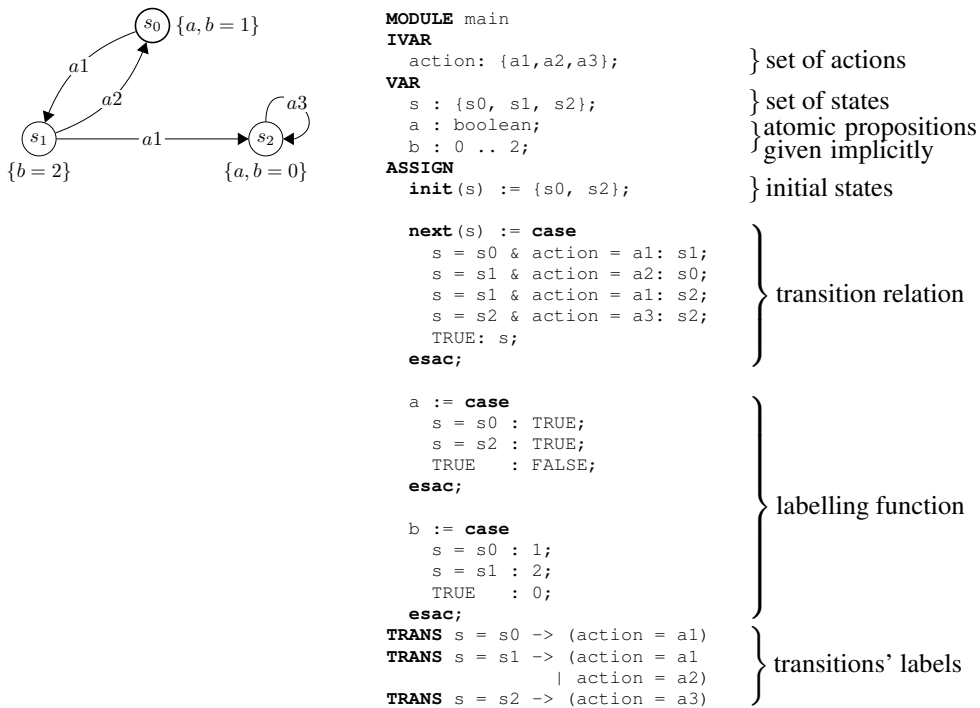 s0 {a, b = 1}
a1
a2
a3
s1
a1
s2
{b = 2}
{a, b = 0}
MODULE main
IVAR
action: {a1,a2,a3};
} set of actions
VAR
s : {s0, s1, s2};
} set of states
a : boolean;
b : 0 .. 2;
} atomic propositions
given implicitly
ASSIGN
init(s) := {s0, s2};
} initial states
next(s) := case
s = s0 & action = a1: s1;
s = s1 & action = a2: s0;
s = s1 & action = a1: s2;
s = s2 & action = a3: s2;
TRUE: s;
esac;
} transition relation
a := case
s = s0 : TRUE;
s = s2 : TRUE;
TRUE : FALSE;
esac;
b := case
s = s0 : 1;
s = s1 : 2;
TRUE : 0;
esac;
} labelling function
TRANS s = s0 -> (action = a1)
TRANS s = s1 -> (action = a1
| action = a2)
TRANS s = s2 -> (action = a3)
} transitions' labels